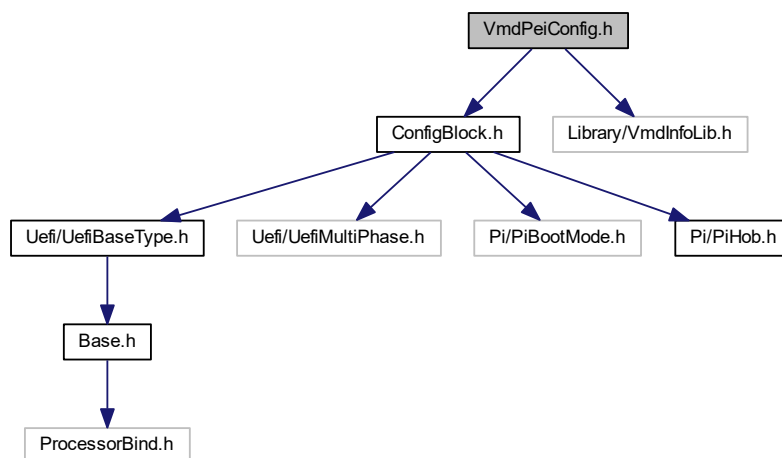 VmdPeiConfig.h
ConfigBlock.h
Library/VmdInfoLib.h
Uefi/UefiBaseType.h
Uefi/UefiMultiPhase.h
Pi/PiBootMode.h
Pi/PiHob.h
Base.h
ProcessorBind.h